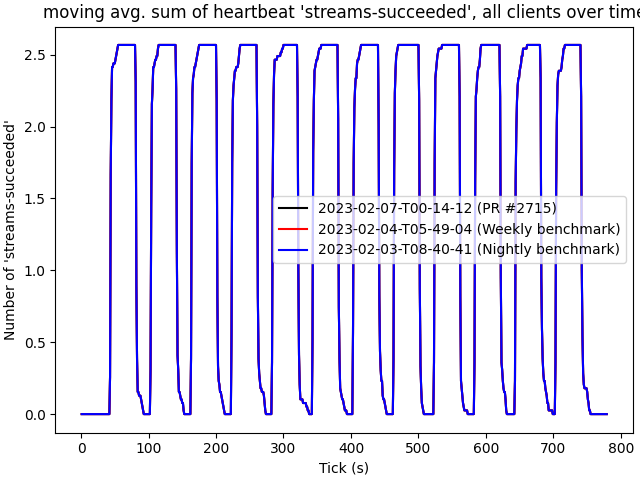 moving avg. sum of heartbeat 'streams-succeeded', all clients over time
Number of 'streams-succeeded'
2.5
2.0
1.5
1.0
0.5
0.0
2023-02-07-T00-14-12 (PR #2715)
2023-02-04-T05-49-04 (Weekly benchmark)
2023-02-03-T08-40-41 (Nightly benchmark)
0 100 200 300 400 500 600 700 800
Tick (s)